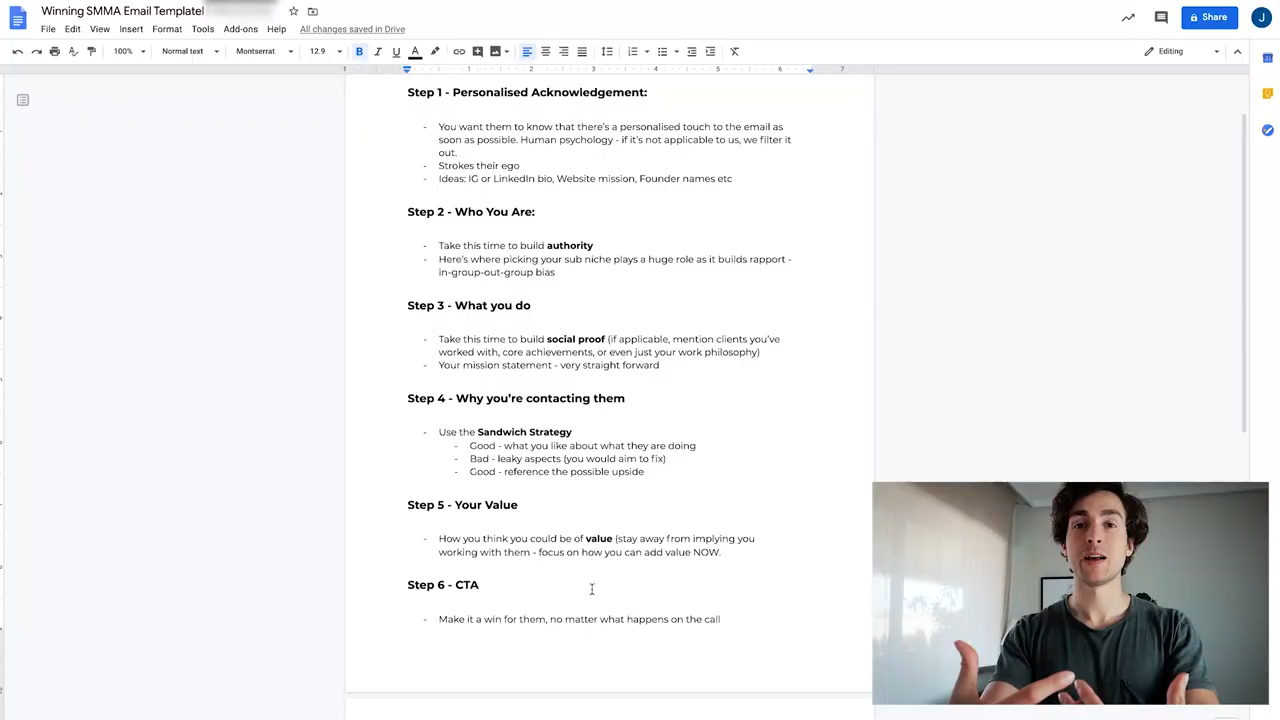 Winning SMMA Email Template!
File Edit View Insert Format Tools Add-ons Help All changes saved in Drive
Share
J
100% Normal text Montserrat 12.9 B I U A Editing
1 1 2 3 4 5 6 7
Step 1 - Personalised Acknowledgement:
- You want them to know that there's a personalised touch to the email as
soon as possible. Human psychology - if it's not applicable to us, we filter it
out.
- Strokes their ego
- Ideas: IG or LinkedIn bio, Website mission, Founder names etc
Step 2 - Who You Are:
- Take this time to build authority
- Here's where picking your sub niche plays a huge role as it builds rapport -
in-group-out-group bias
Step 3 - What you do
- Take this time to build social proof (if applicable, mention clients you've
worked with, core achievements, or even just your work philosophy)
- Your mission statement - very straight forward
Step 4 - Why you're contacting them
- Use the Sandwich Strategy
- Good - what you like about what they are doing
- Bad - leaky aspects (you would aim to fix)
- Good - reference the possible upside
Step 5 - Your Value
- How you think you could be of value (stay away from implying you
working with them - focus on how you can add value NOW.
Step 6 - CTA
- Make it a win for them, no matter what happens on the call